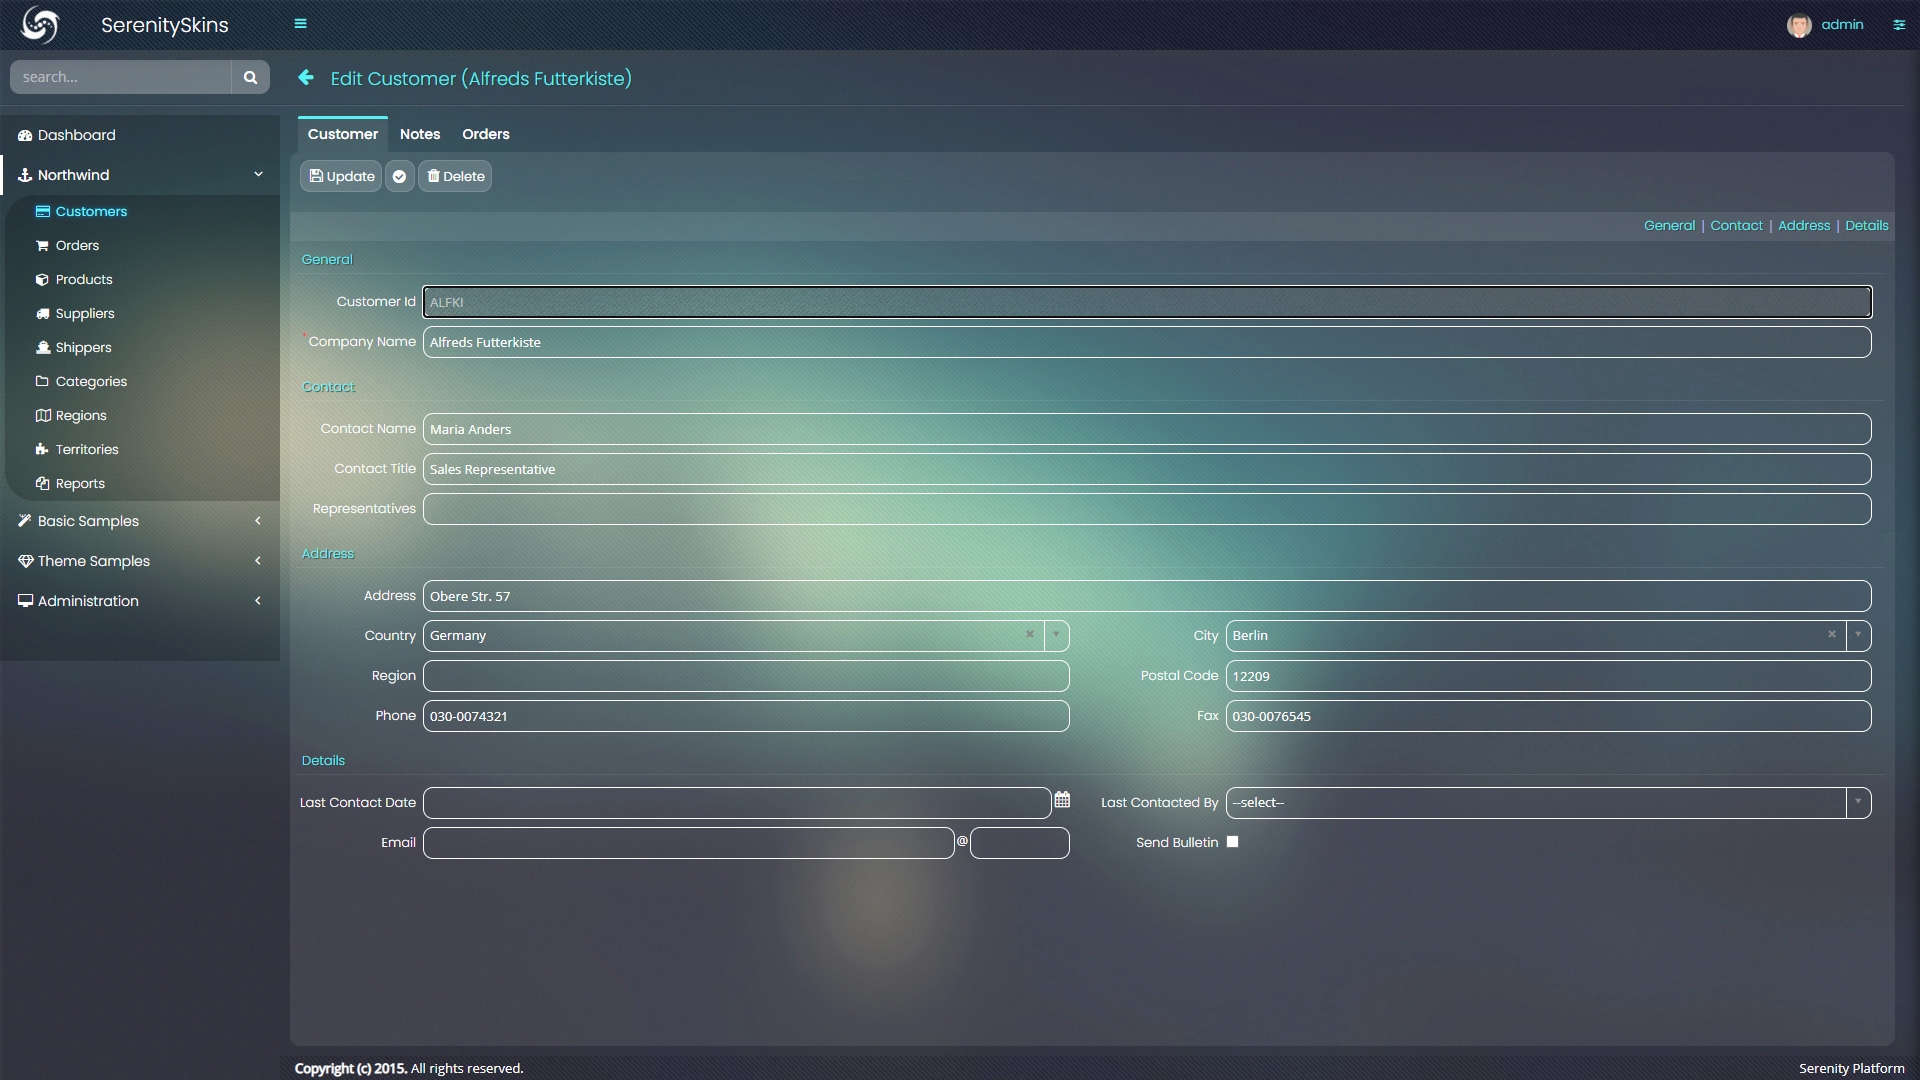 SerenitySkins
admin
search...
Edit Customer (Alfreds Futterkiste)
Dashboard
Northwind
Customers
Orders
Products
Suppliers
Shippers
Categories
Regions
Territories
Reports
Basic Samples
Theme Samples
Administration
Customer Notes Orders
Update Delete
General | Contact | Address | Details
General
Customer Id ALFKI
* Company Name Alfreds Futterkiste
Contact
Contact Name Maria Anders
Contact Title Sales Representative
Representatives
Address
Address Obere Str. 57
Country Germany City Berlin
Region Postal Code 12209
Phone 030-0074321 Fax 030-0076545
Details
Last Contact Date Last Contacted By --select--
Email @ Send Bulletin
Copyright (c) 2015. All rights reserved.
Serenity Platform